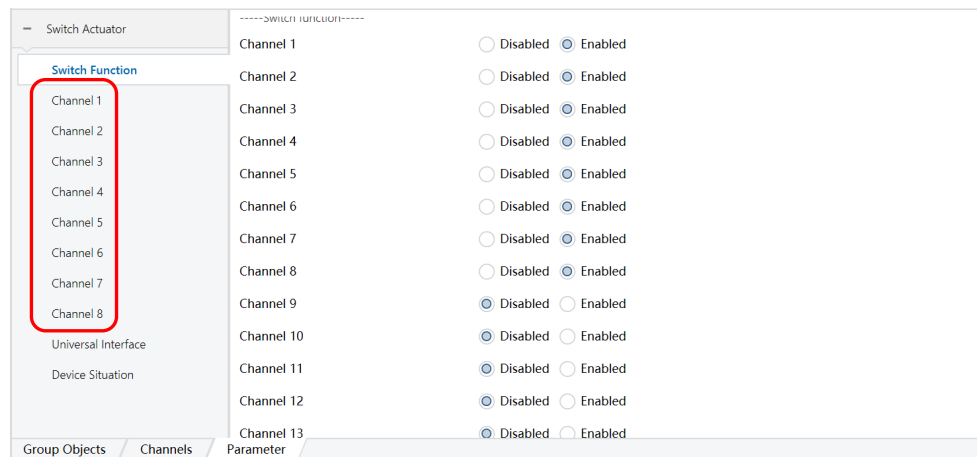 Switch Actuator
Switch Function
Channel 1
Channel 2
Channel 3
Channel 4
Channel 5
Channel 6
Channel 7
Channel 8
Universal Interface
Device Situation
-----Switch function-----
Channel 1 Disabled Enabled
Channel 2 Disabled Enabled
Channel 3 Disabled Enabled
Channel 4 Disabled Enabled
Channel 5 Disabled Enabled
Channel 6 Disabled Enabled
Channel 7 Disabled Enabled
Channel 8 Disabled Enabled
Channel 9 Disabled Enabled
Channel 10 Disabled Enabled
Channel 11 Disabled Enabled
Channel 12 Disabled Enabled
Channel 13 Disabled Enabled
Group Objects Channels Parameter